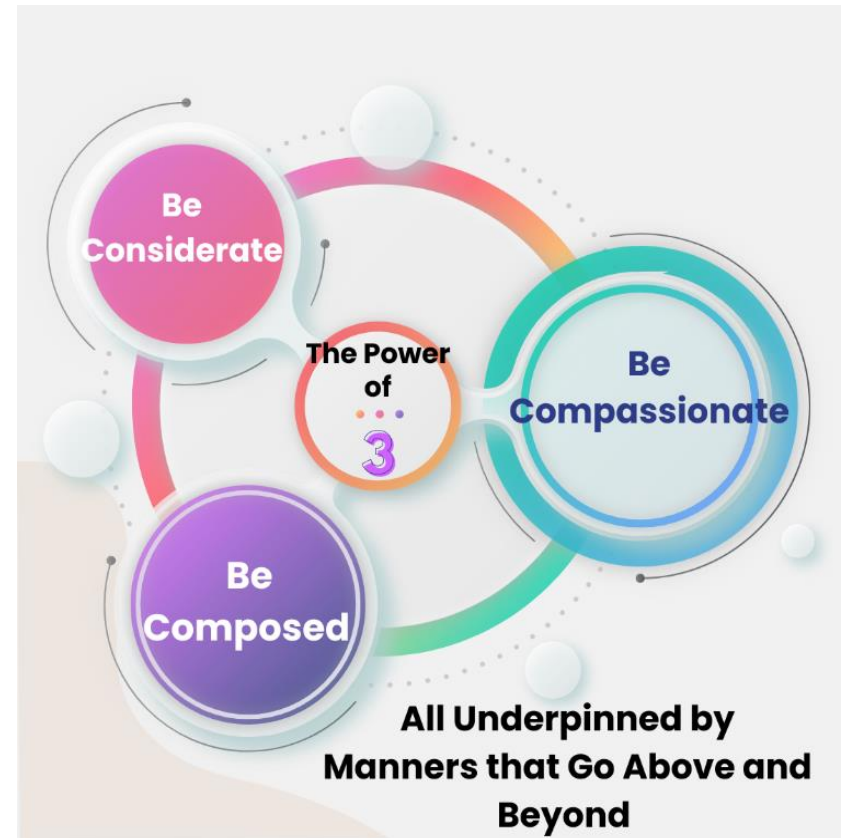 Be
Considerate
The Power
of
3
Be
Compassionate
Be
Composed
All Underpinned by
Manners that Go Above and
Beyond